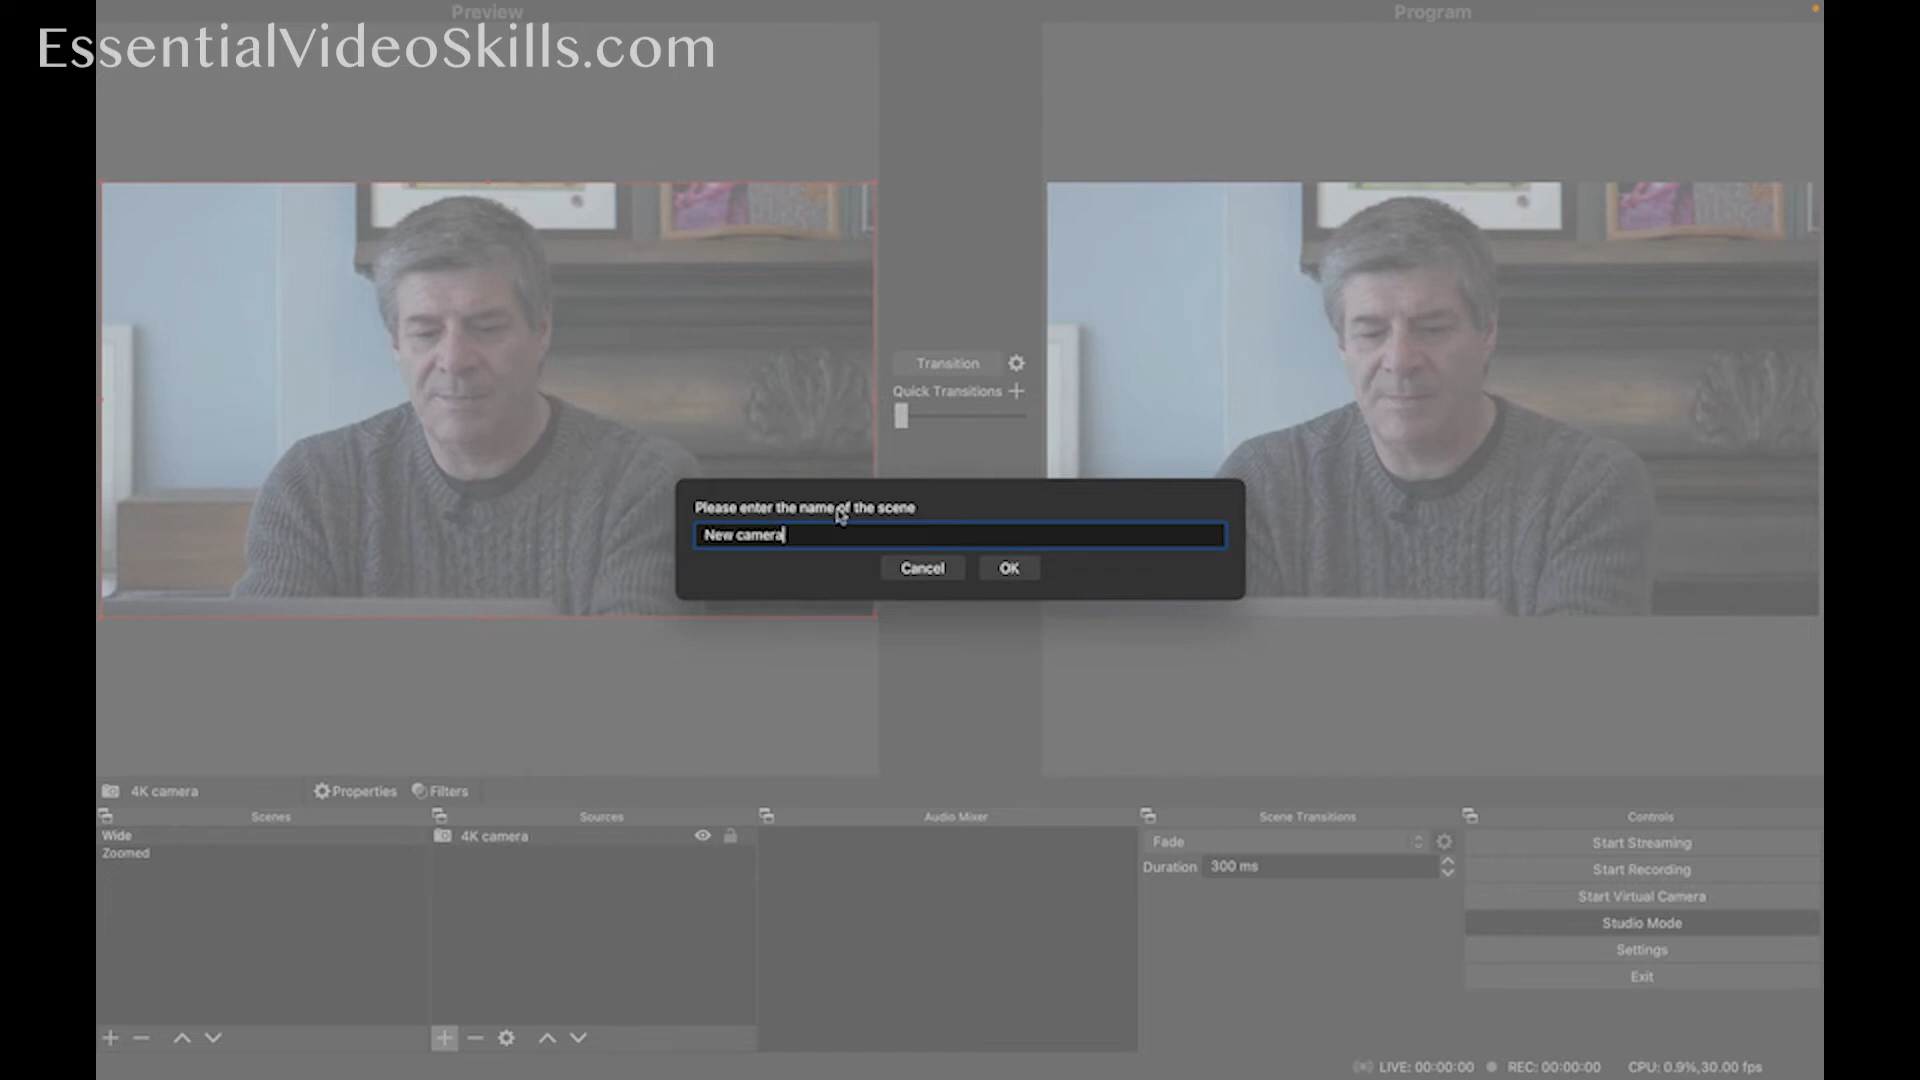 Preview
Program
EssentialVideoSkills.com
Transition
Quick Transitions
Please enter the name of the scene
New camera
Cancel
OK
4K camera
Properties
Filters
Scenes
Sources
Audio Mixer
Scene Transitions
Controls
Wide
Zoomed
4K camera
Fade
Duration
300 ms
Start Streaming
Start Recording
Start Virtual Camera
Studio Mode
Settings
Exit
LIVE: 00:00:00
REC: 00:00:00
CPU: 0.9%,30.00 fps